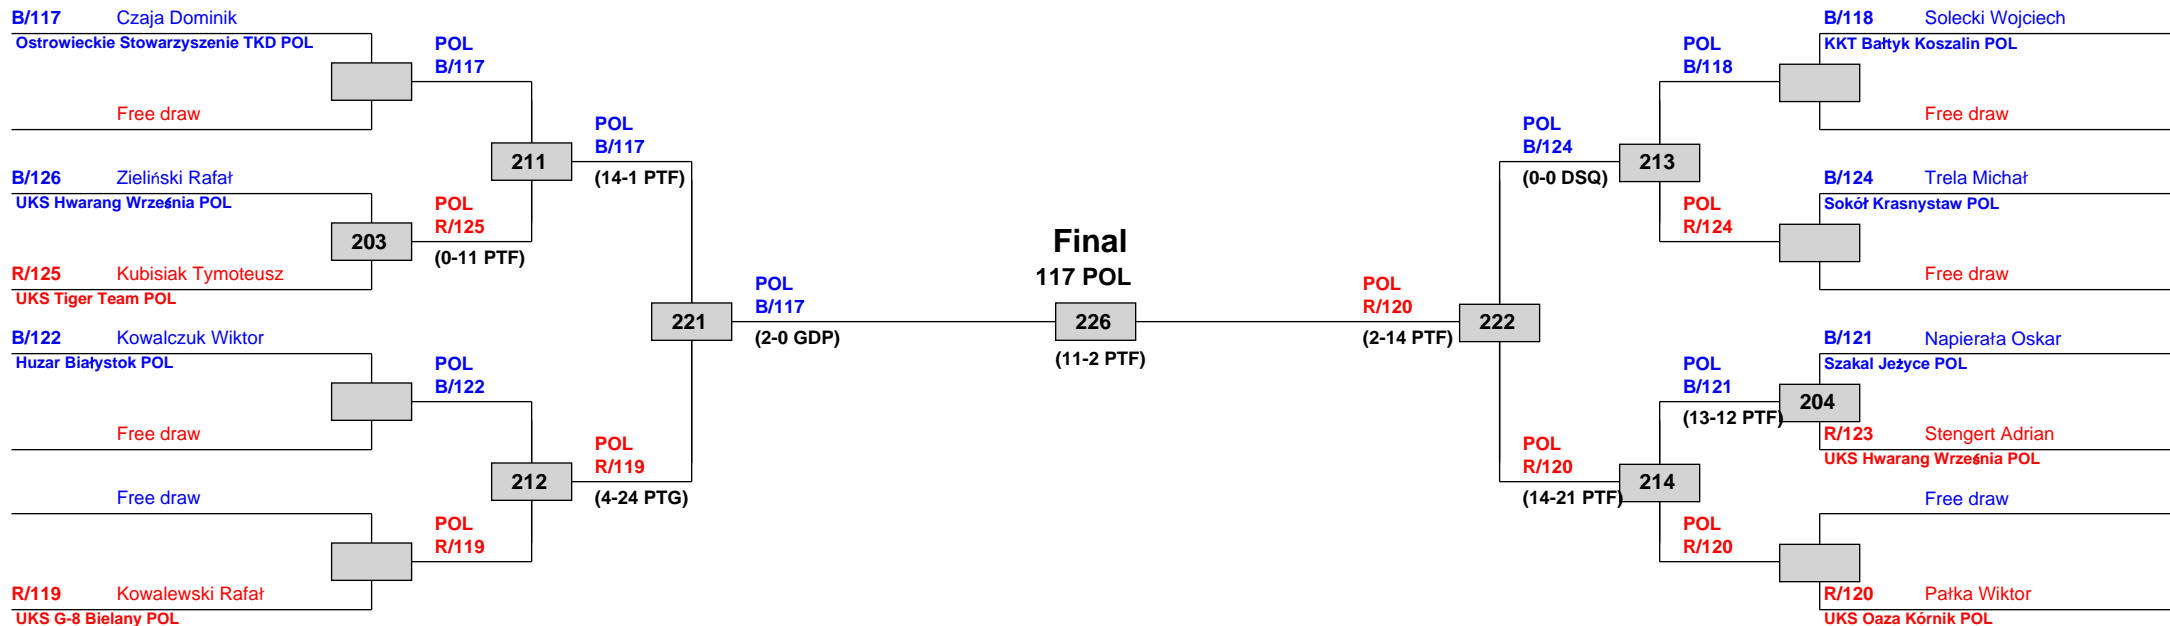 B/117 Czaja Dominik
Ostrowieckie Stowarzyszenie TKD POL
Free draw
POL
B/117
B/126 Zieliński Rafał
UKS Hwarang Września POL
203
R/125 Kubisiak Tymoteusz
UKS Tiger Team POL
POL
R/125
(0-11 PTF)
211
POL
B/117
(14-1 PTF)
B/122 Kowalczuk Wiktor
Huzar Białystok POL
Free draw
POL
B/122
Free draw
R/119 Kowalewski Rafał
UKS G-8 Bielany POL
POL
R/119
212
POL
R/119
(4-24 PTG)
221
POL
B/117
(2-0 GDP)
Final
117 POL
226
(11-2 PTF)
POL
R/120
(2-14 PTF)
222
POL
B/124
(0-0 DSQ)
213
POL
B/118
B/118 Solecki Wojciech
KKT Bałtyk Koszalin POL
Free draw
POL
R/124
B/124 Trela Michał
Sokół Krasnystaw POL
Free draw
POL
R/120
(14-21 PTF)
214
POL
B/121
(13-12 PTF)
204
B/121 Napierała Oskar
Szakal Jeżyce POL
R/123 Stengert Adrian
UKS Hwarang Września POL
POL
R/120
Free draw
R/120 Pałka Wiktor
UKS Oaza Kórnik POL